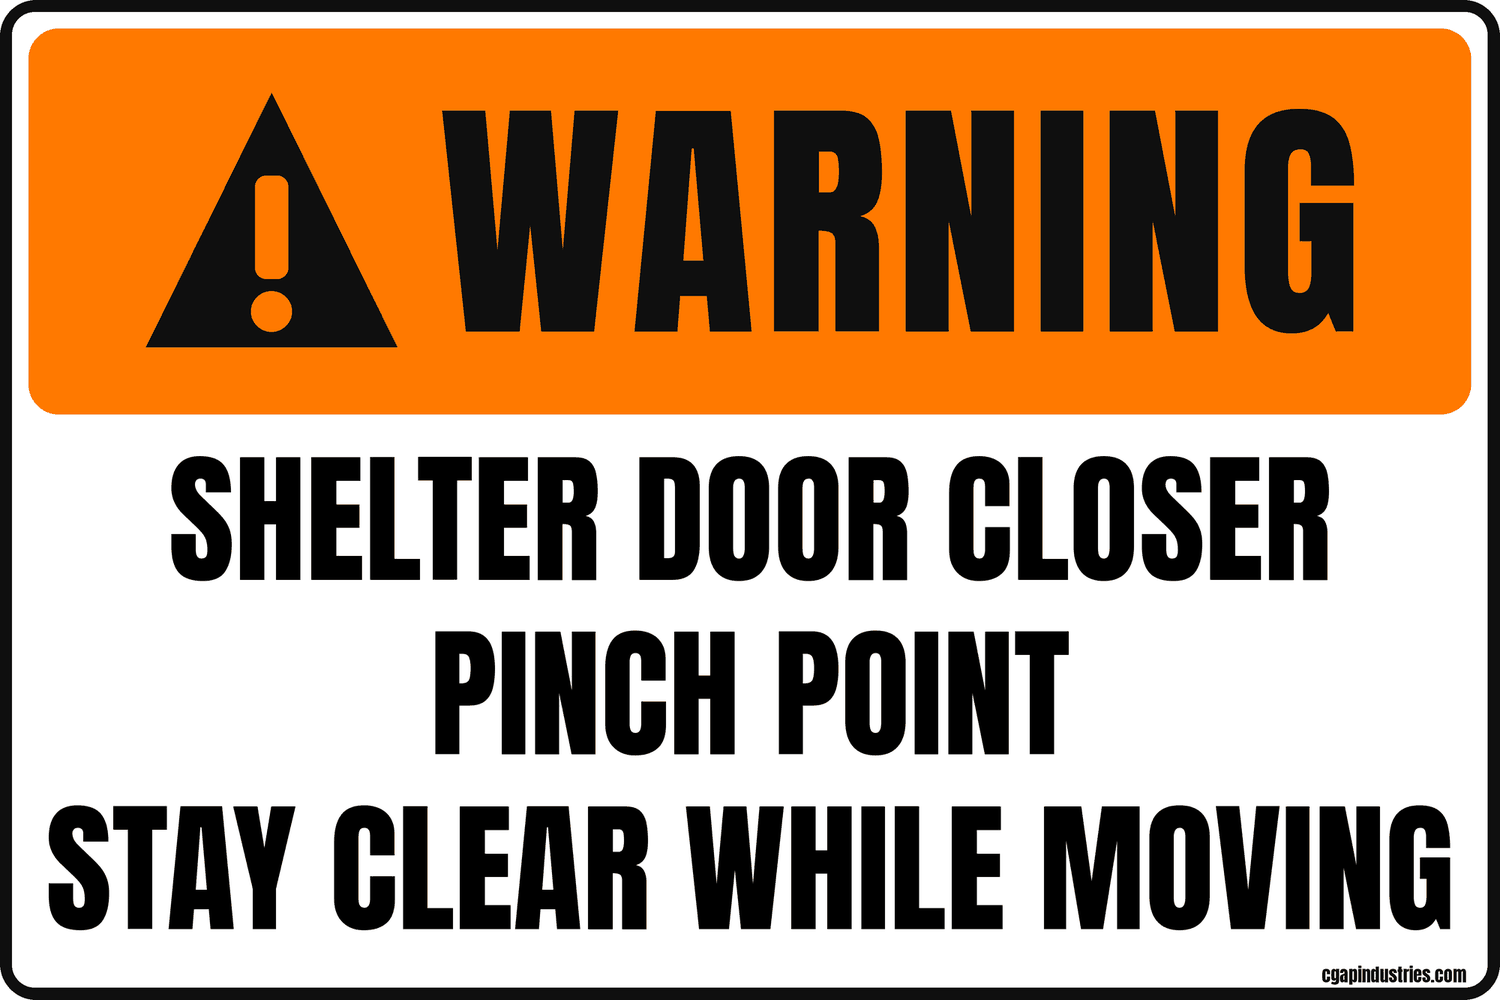 WARNING
SHELTER DOOR CLOSER
PINCH POINT
STAY CLEAR WHILE MOVING
cgapindustries.com